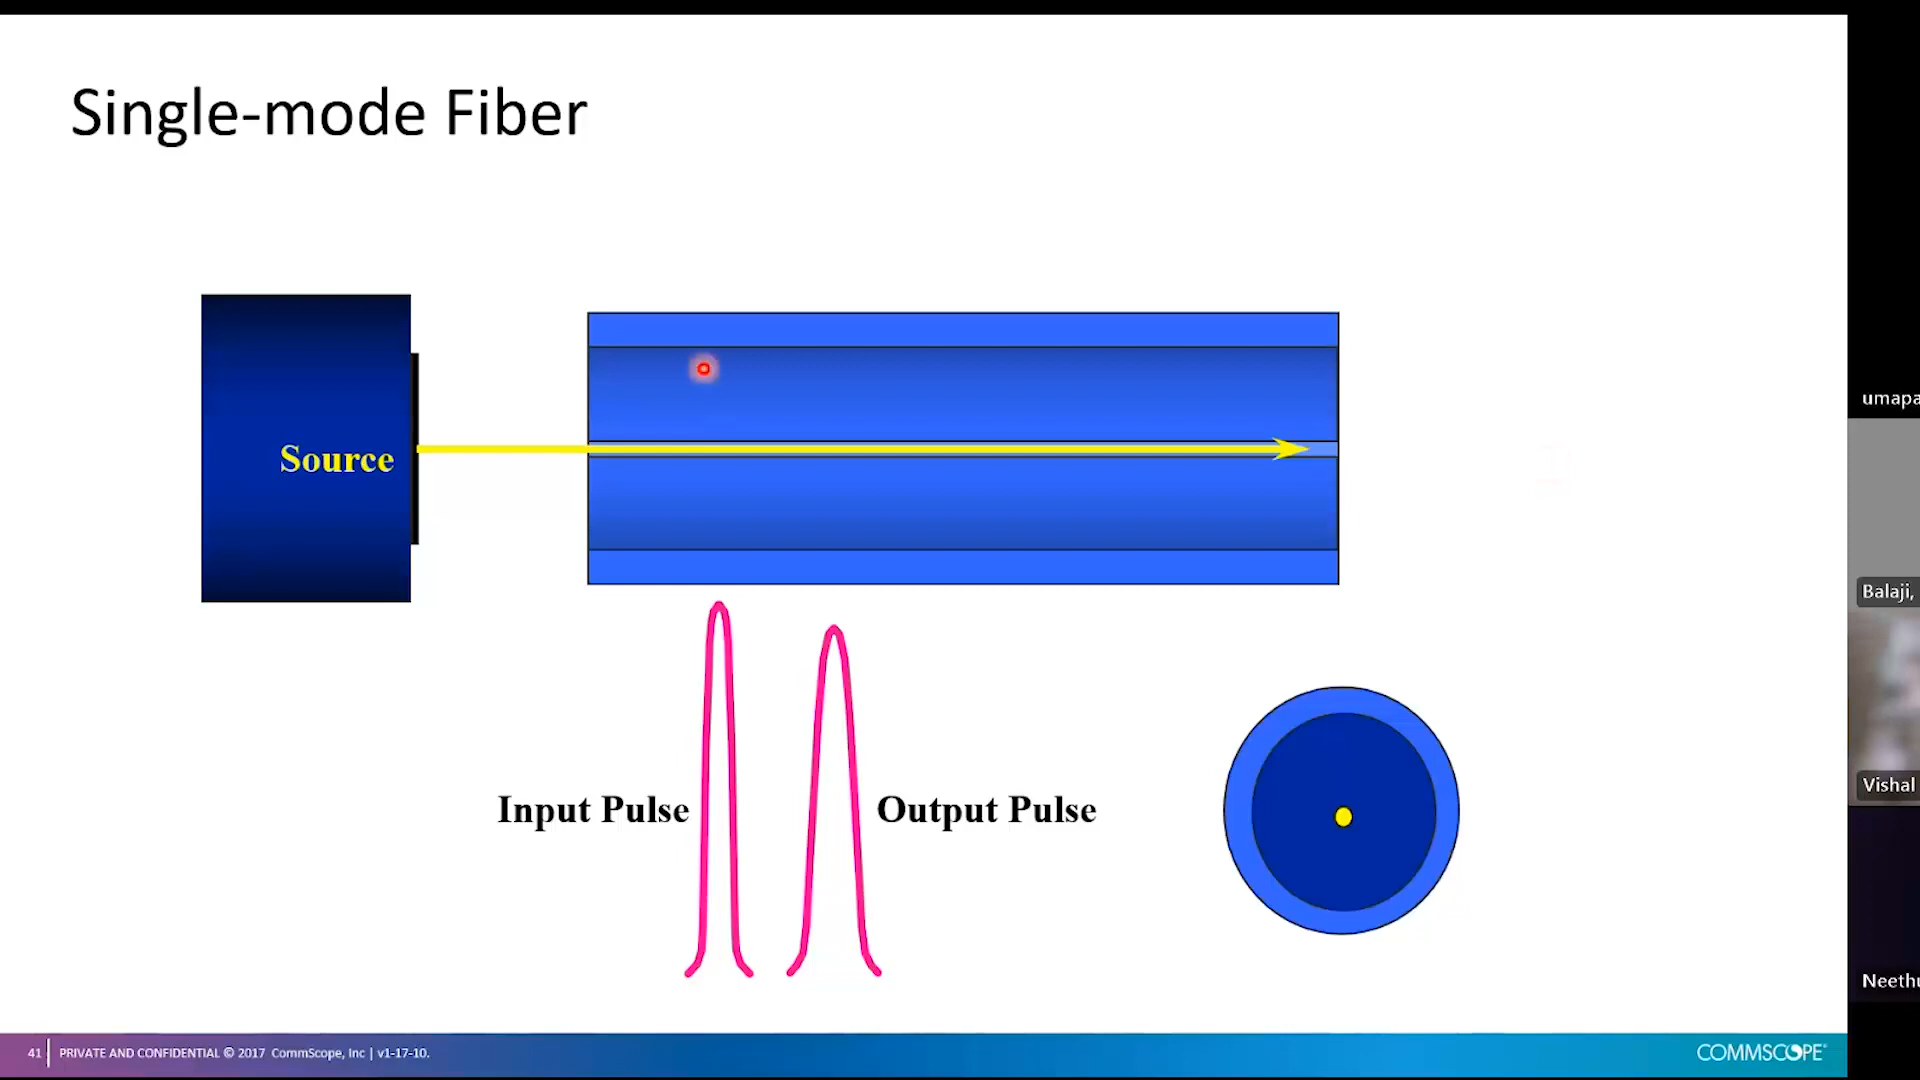 Single-mode Fiber
Source
Input Pulse
Output Pulse
umapa
Balaji,
Vishal
Neethu
41
PRIVATE AND CONFIDENTIAL © 2017 CommScope, Inc | v1-17-10.
COMMSCOPE®